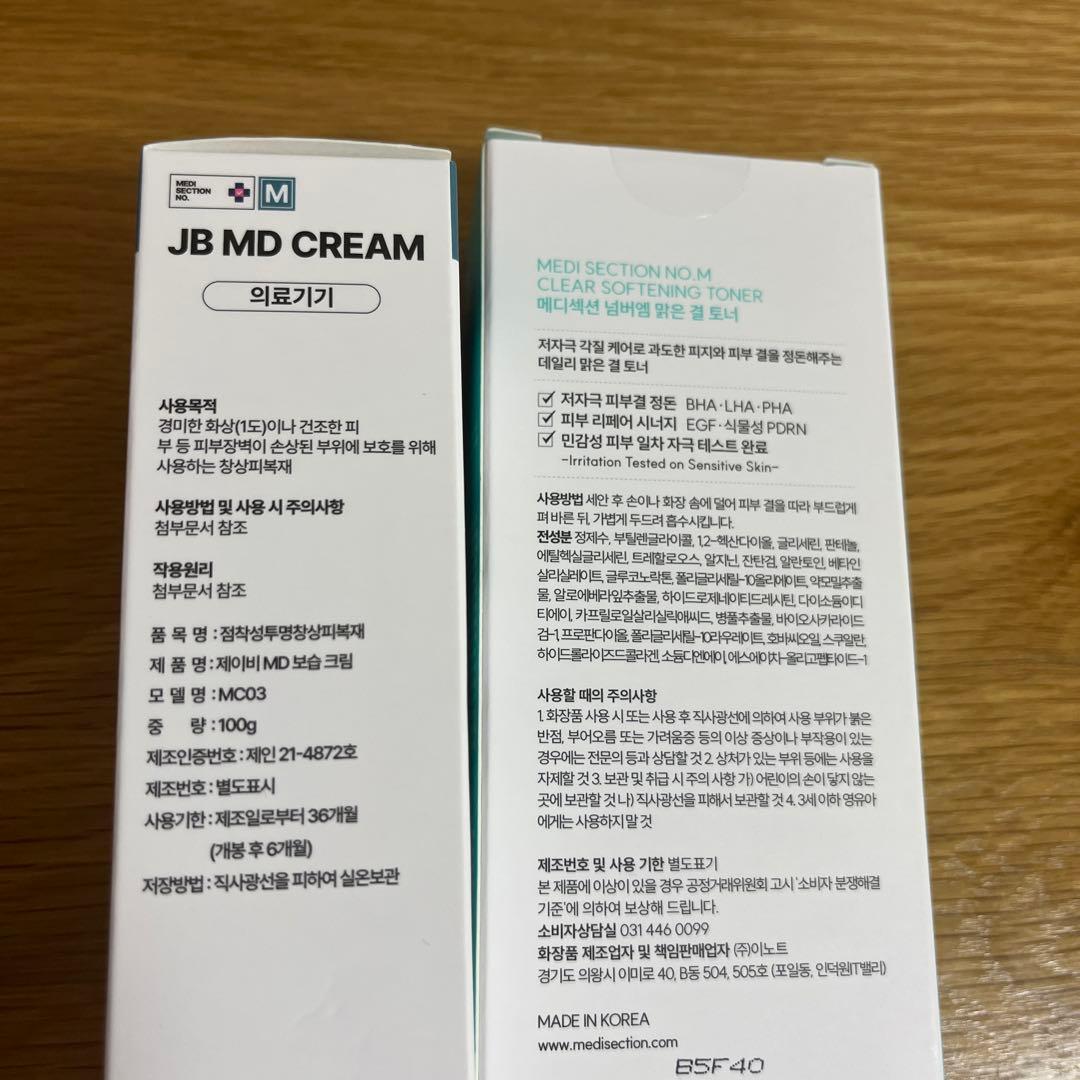 MEDI
SECTION
NO.
M
JB MD CREAM
의료기기
사용목적
경미한 화상(1도)이나 건조한 피
부 등 피부장벽이 손상된 부위에 보호를 위해
사용하는 창상피복재
사용방법 및 사용 시 주의사항
첨부문서 참조
작용원리
첨부문서 참조
품 목 명 : 점착성투명창상피복재
제 품 명 : 제이비 MD 보습 크림
모 델 명 : MC03
중 량 : 100g
제조인증번호 : 제인 21-4872호
제조번호 : 별도표시
사용기한 : 제조일로부터 36개월
(개봉 후 6개월)
저장방법 : 직사광선을 피하여 실온보관
MEDI SECTION NO.M
CLEAR SOFTENING TONER
메디섹션 넘버엠 맑은 결 토너
저자극 각질 케어로 과도한 피지와 피부 결을 정돈해주는
데일리 맑은 결 토너
저자극 피부결 정돈 BHA·LHA·PHA
피부 리페어 시너지 EGF·식물성 PDRN
민감성 피부 일차 자극 테스트 완료
-Irritation Tested on Sensitive Skin-
사용방법 세안 후 손이나 화장 솜에 덜어 피부 결을 따라 부드럽게
펴 바른 뒤, 가볍게 두드려 흡수시킵니다.
전성분 정제수, 부틸렌글라이콜, 1,2-헥산다이올, 글리세린, 판테놀,
에틸헥실글리세린, 트레할로오스, 알지닌, 잔탄검, 알란토인, 베타인
살리실레이트, 글루코노락톤, 폴리글리세릴-10올리에이트, 약모밀추출
물, 알로에베라잎추출물, 하이드로제네이티드레시틴, 다이소듐이디
티에이, 카프릴로일살리실릭애씨드, 병풀추출물, 바이오사카라이드
검-1, 프로판다이올, 폴리글리세릴-10라우레이트, 호바씨오일, 스쿠알란,
하이드롤라이즈드콜라겐, 소듐디엔에이, 에스에이치-올리고펩타이드-1
사용할 때의 주의사항
1. 화장품 사용 시 또는 사용 후 직사광선에 의하여 사용 부위가 붉은
반점, 부어오름 또는 가려움증 등의 이상 증상이나 부작용이 있는
경우에는 전문의 등과 상담할 것 2. 상처가 있는 부위 등에는 사용을
자제할 것 3. 보관 및 취급 시 주의 사항 가) 어린이의 손이 닿지 않는
곳에 보관할 것 나) 직사광선을 피해서 보관할 것 4. 3세 이하 영유아
에게는 사용하지 말 것
제조번호 및 사용 기한 별도표기
본 제품에 이상이 있을 경우 공정거래위원회 고시 '소비자 분쟁해결
기준'에 의하여 보상해 드립니다.
소비자상담실 031 446 0099
화장품 제조업자 및 책임판매업자 (주)이노트
경기도 의왕시 이미로 40, B동 504, 505호 (포일동, 인덕원IT밸리)
MADE IN KOREA
www.medisection.com
B5F40